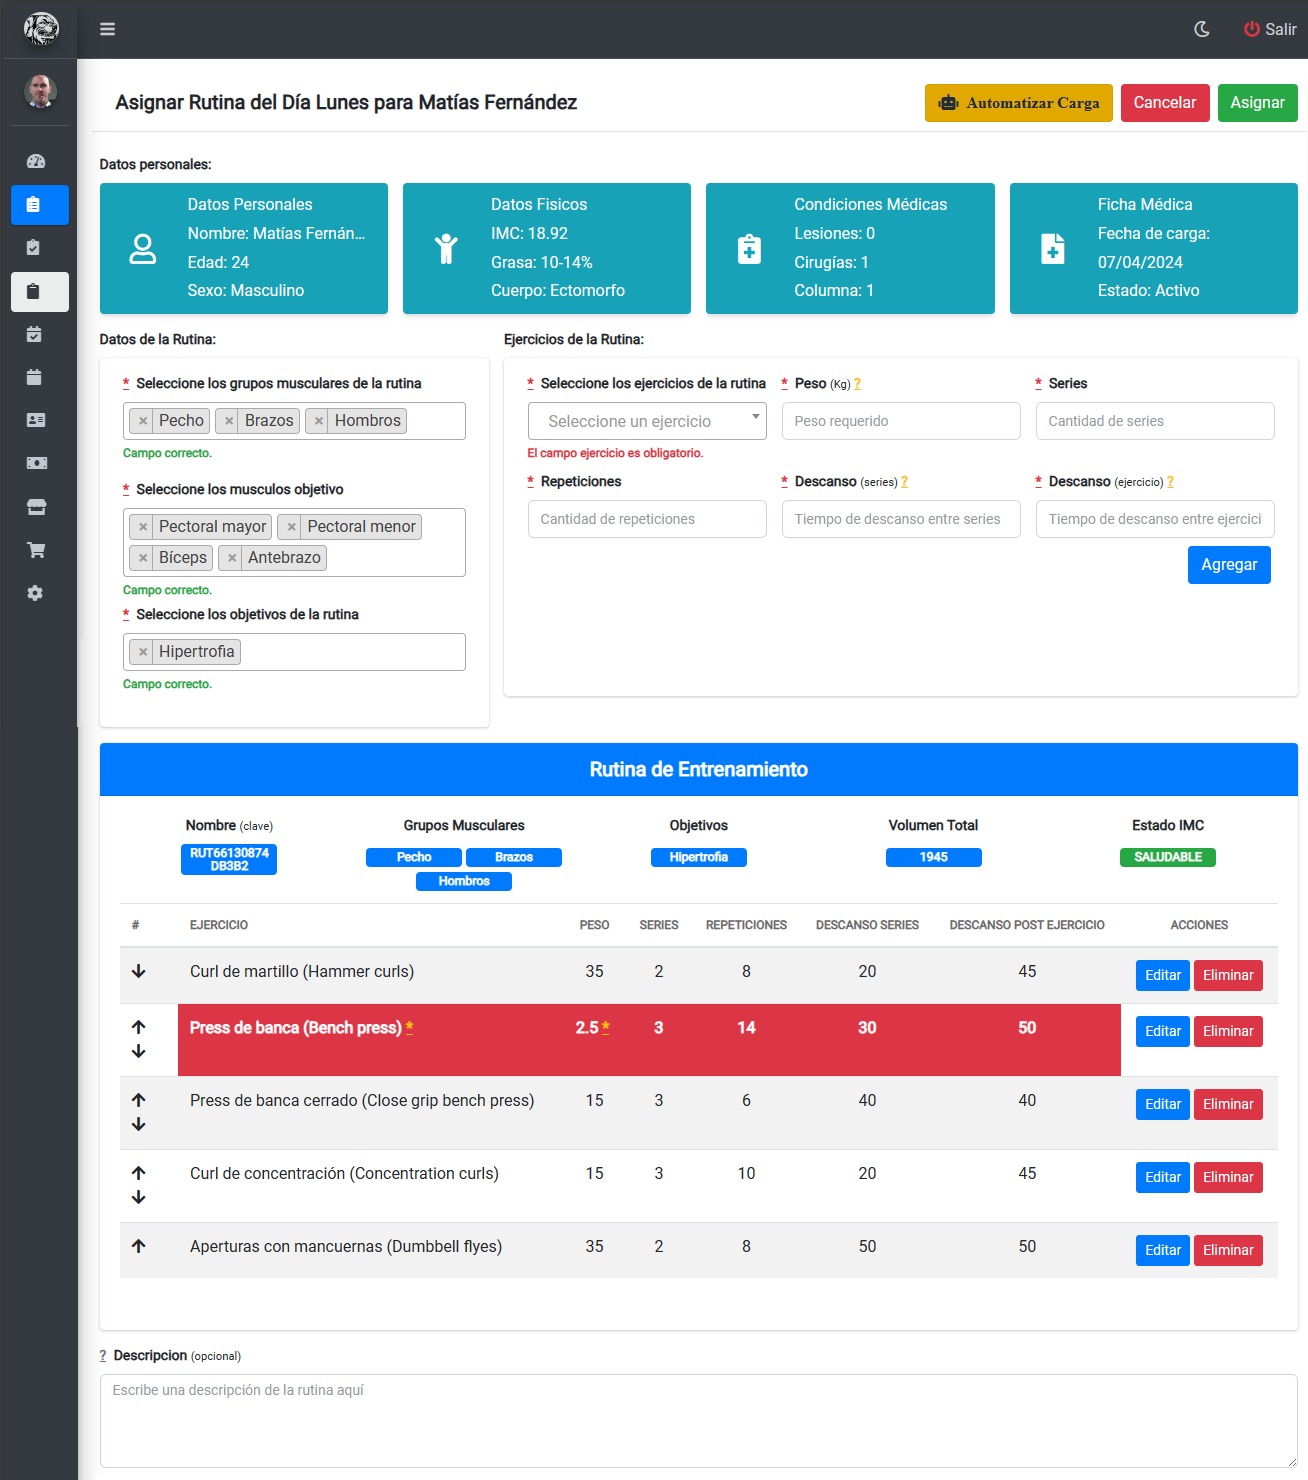 Salir
Asignar Rutina del Día Lunes para Matías Fernández
Automatizar Carga
Cancelar
Asignar
Datos personales:
Datos Personales
Nombre: Matías Fernán...
Edad: 24
Sexo: Masculino
Datos Fisicos
IMC: 18.92
Grasa: 10-14%
Cuerpo: Ectomorfo
Condiciones Médicas
Lesiones: 0
Cirugías: 1
Columna: 1
Ficha Médica
Fecha de carga:
07/04/2024
Estado: Activo
Datos de la Rutina:
* Seleccione los grupos musculares de la rutina
× Pecho × Brazos × Hombros
Campo correcto.
* Seleccione los musculos objetivo
× Pectoral mayor × Pectoral menor
× Bíceps × Antebrazo
Campo correcto.
* Seleccione los objetivos de la rutina
× Hipertrofia
Campo correcto.
Ejercicios de la Rutina:
* Seleccione los ejercicios de la rutina
Seleccione un ejercicio
El campo ejercicio es obligatorio.
* Peso (Kg) ?
Peso requerido
* Series
Cantidad de series
* Repeticiones
Cantidad de repeticiones
* Descanso (series) ?
Tiempo de descanso entre series
* Descanso (ejercicio) ?
Tiempo de descanso entre ejercici
Agregar
Rutina de Entrenamiento
Nombre (clave)
RUT66130874
DB3B2
Grupos Musculares
Pecho Brazos
Hombros
Objetivos
Hipertrofia
Volumen Total
1945
Estado IMC
SALUDABLE
# EJERCICIO PESO SERIES REPETICIONES DESCANSO SERIES DESCANSO POST EJERCICIO ACCIONES
Curl de martillo (Hammer curls) 35 2 8 20 45 Editar Eliminar
Press de banca (Bench press) * 2.5 * 3 14 30 50 Editar Eliminar
Press de banca cerrado (Close grip bench press) 15 3 6 40 40 Editar Eliminar
Curl de concentración (Concentration curls) 15 3 10 20 45 Editar Eliminar
Aperturas con mancuernas (Dumbbell flyes) 35 2 8 50 50 Editar Eliminar
? Descripcion (opcional)
Escribe una descripción de la rutina aquí